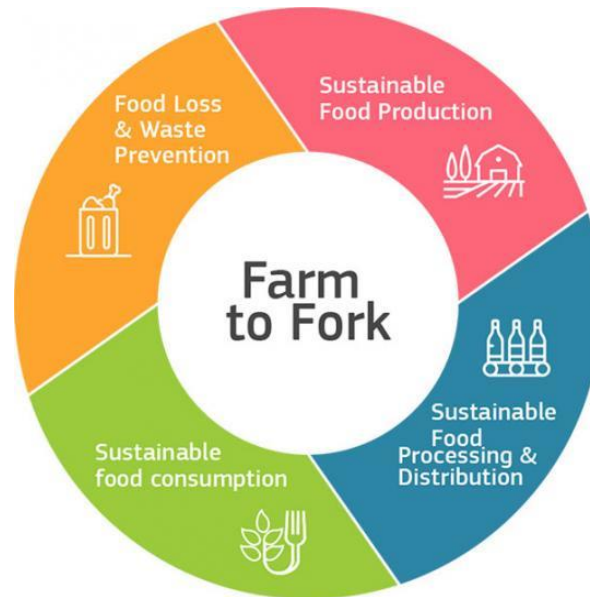 Farm
to Fork
Sustainable
Food Production
Sustainable
Food
Processing &
Distribution
Sustainable
food consumption
Food Loss
& Waste
Prevention